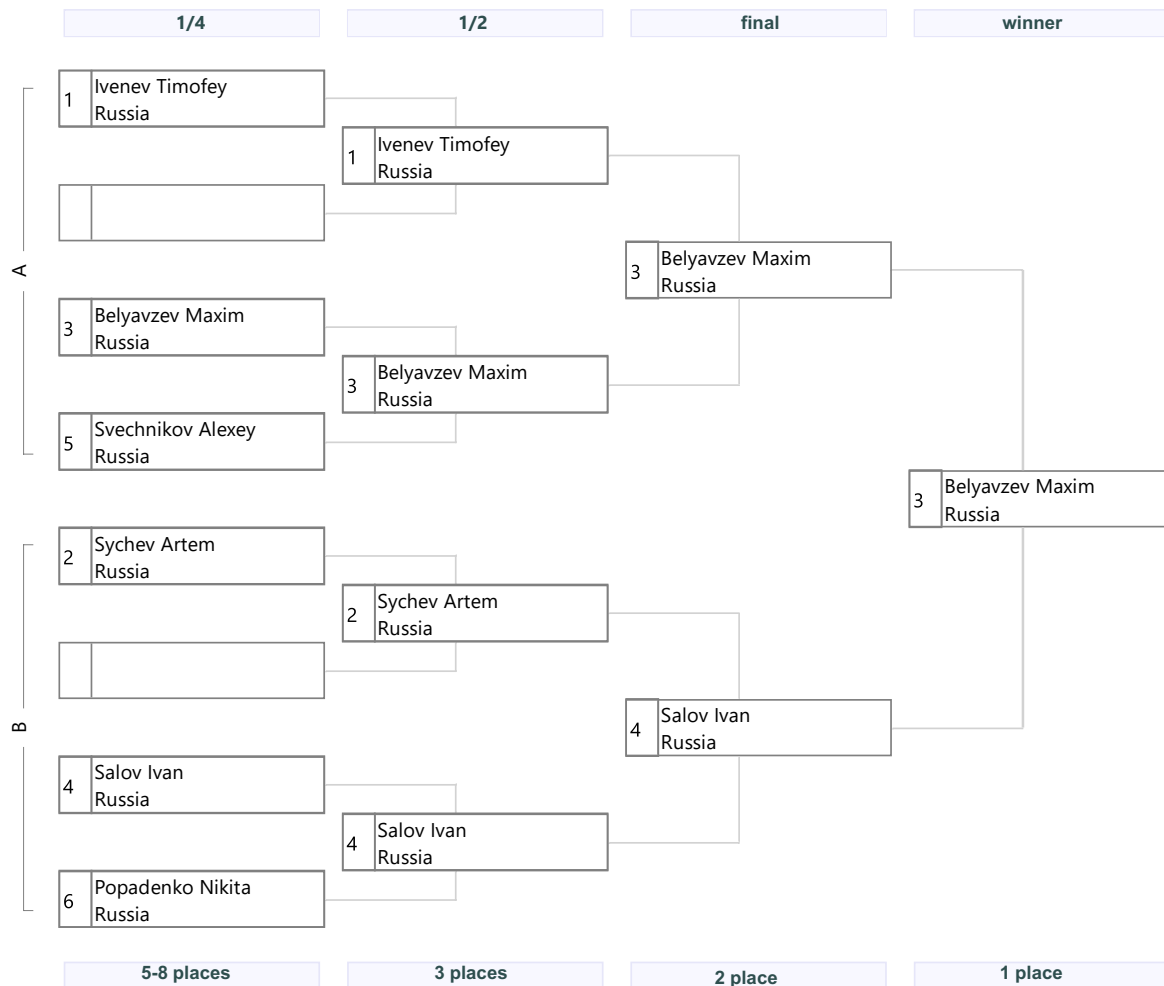 1/4
1/2
final
winner
A
1
Ivenev Timofey
Russia
3
Belyavzev Maxim
Russia
5
Svechnikov Alexey
Russia
B
2
Sychev Artem
Russia
4
Salov Ivan
Russia
6
Popadenko Nikita
Russia
1
Ivenev Timofey
Russia
3
Belyavzev Maxim
Russia
2
Sychev Artem
Russia
4
Salov Ivan
Russia
3
Belyavzev Maxim
Russia
4
Salov Ivan
Russia
3
Belyavzev Maxim
Russia
5-8 places
3 places
2 place
1 place